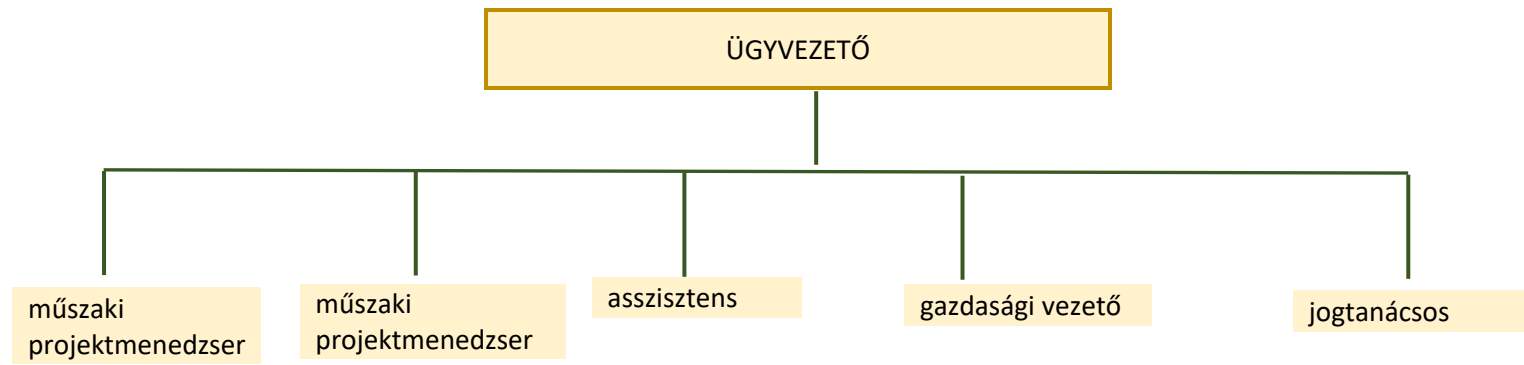 ÜGYVEZETŐ
műszaki
projektmenedzser
műszaki
projektmenedzser
asszisztens
gazdasági vezető
jogtanácsos